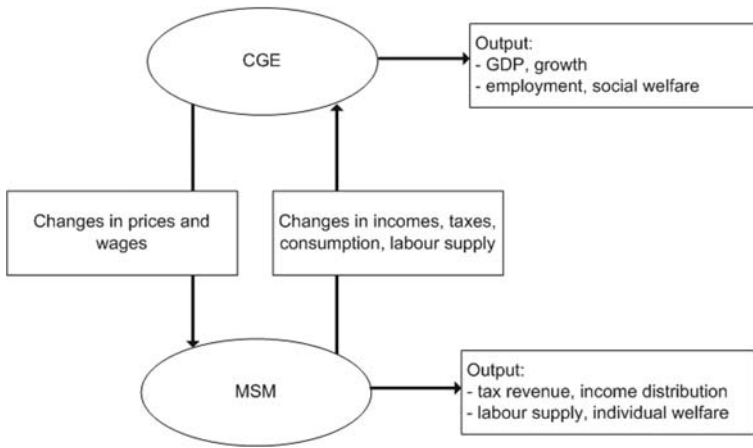 CGE
Output:
- GDP, growth
- employment, social welfare
Changes in prices and
wages
Changes in incomes, taxes,
consumption, labour supply
MSM
Output:
- tax revenue, income distribution
- labour supply, individual welfare